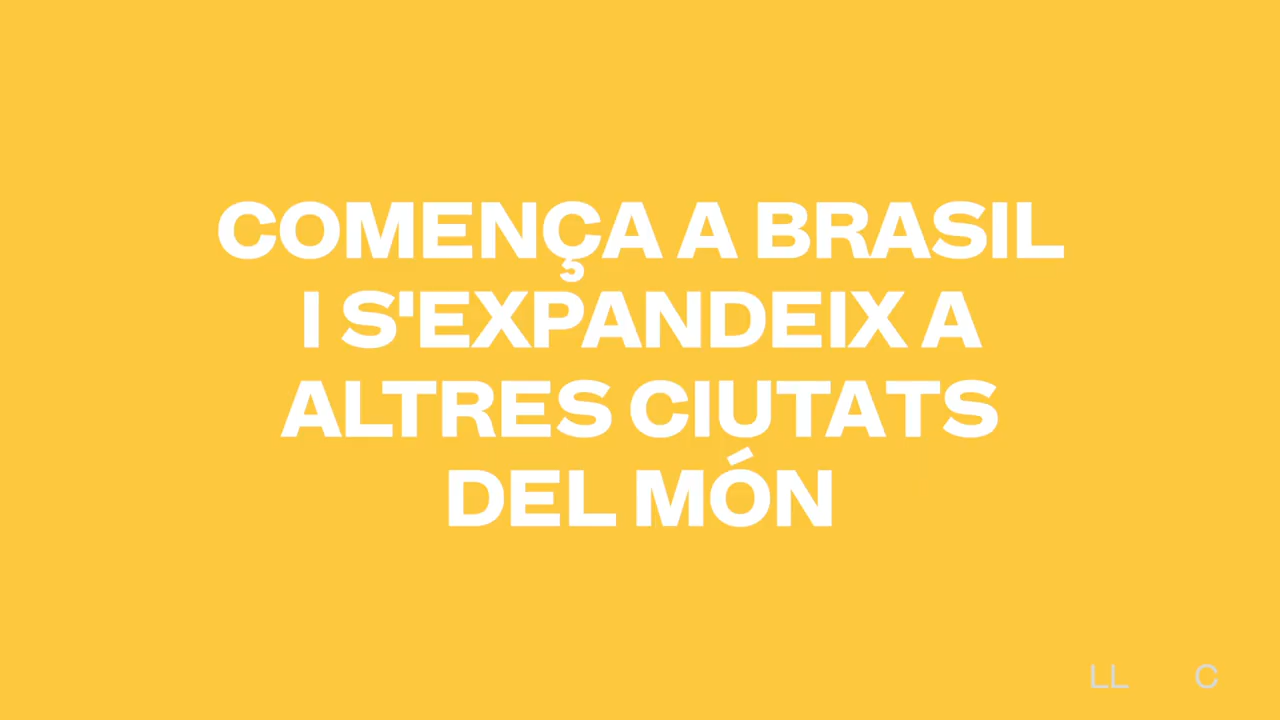 COMENÇA A BRASIL
I S'EXPANDEIX A
ALTRES CIUTATS
DEL MÓN
LL C